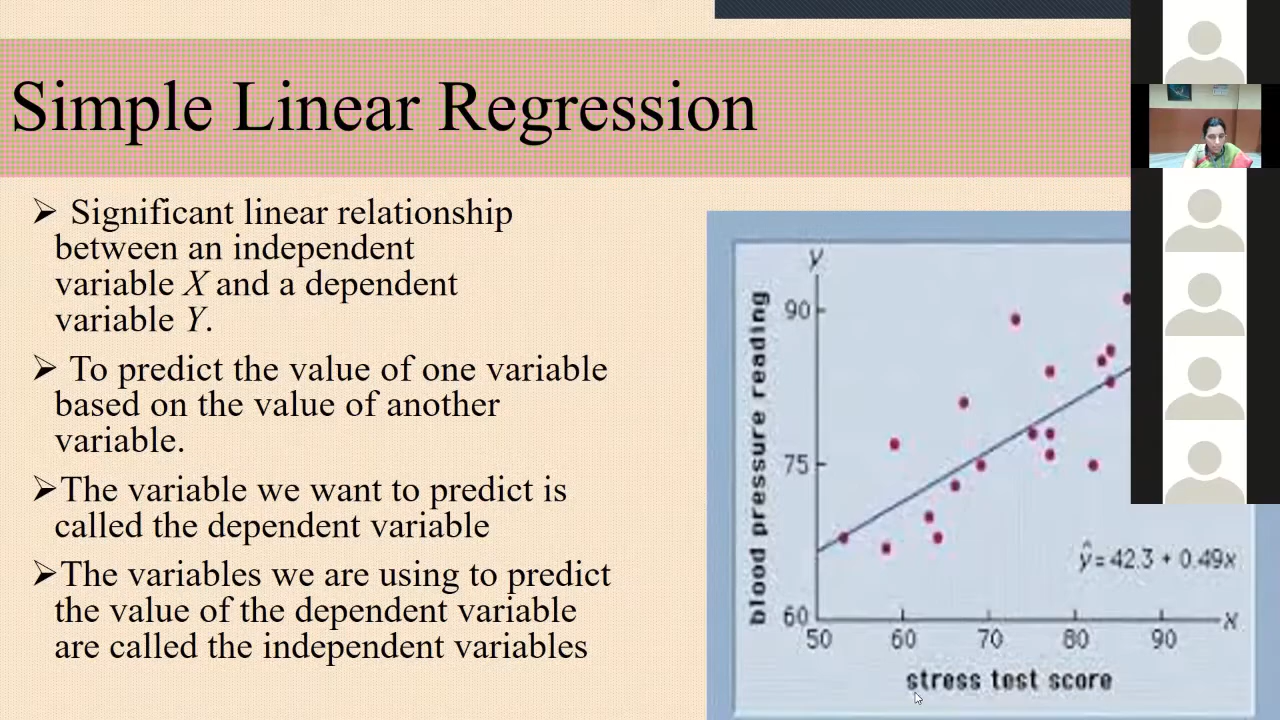 Simple Linear Regression
➢ Significant linear relationship
between an independent
variable X and a dependent
variable Y.
➢ To predict the value of one variable
based on the value of another
variable.
➢The variable we want to predict is
called the dependent variable
➢The variables we are using to predict
the value of the dependent variable
are called the independent variables
y
blood pressure reading
90
75
60
ŷ = 42.3 + 0.49x
50 60 70 80 90 x
stress test score